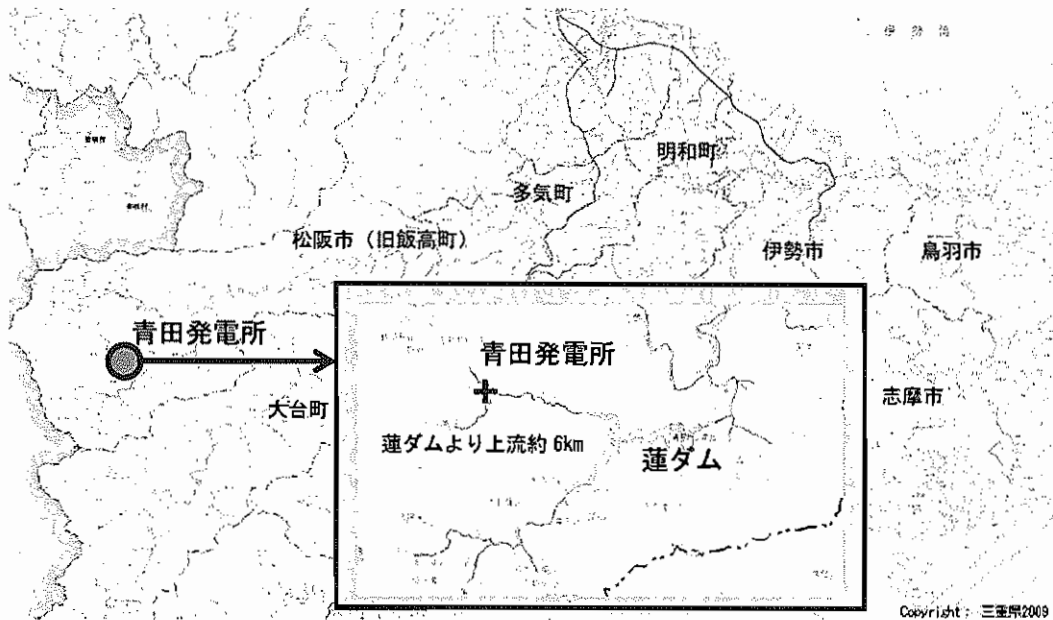 伊勢湾
明和町
多気町
松阪市（旧飯高町）
伊勢市
鳥羽市
青田発電所
青田発電所
大台町
志摩市
蓮ダムより上流約 6km
蓮ダム
Copyright： 三重県2009